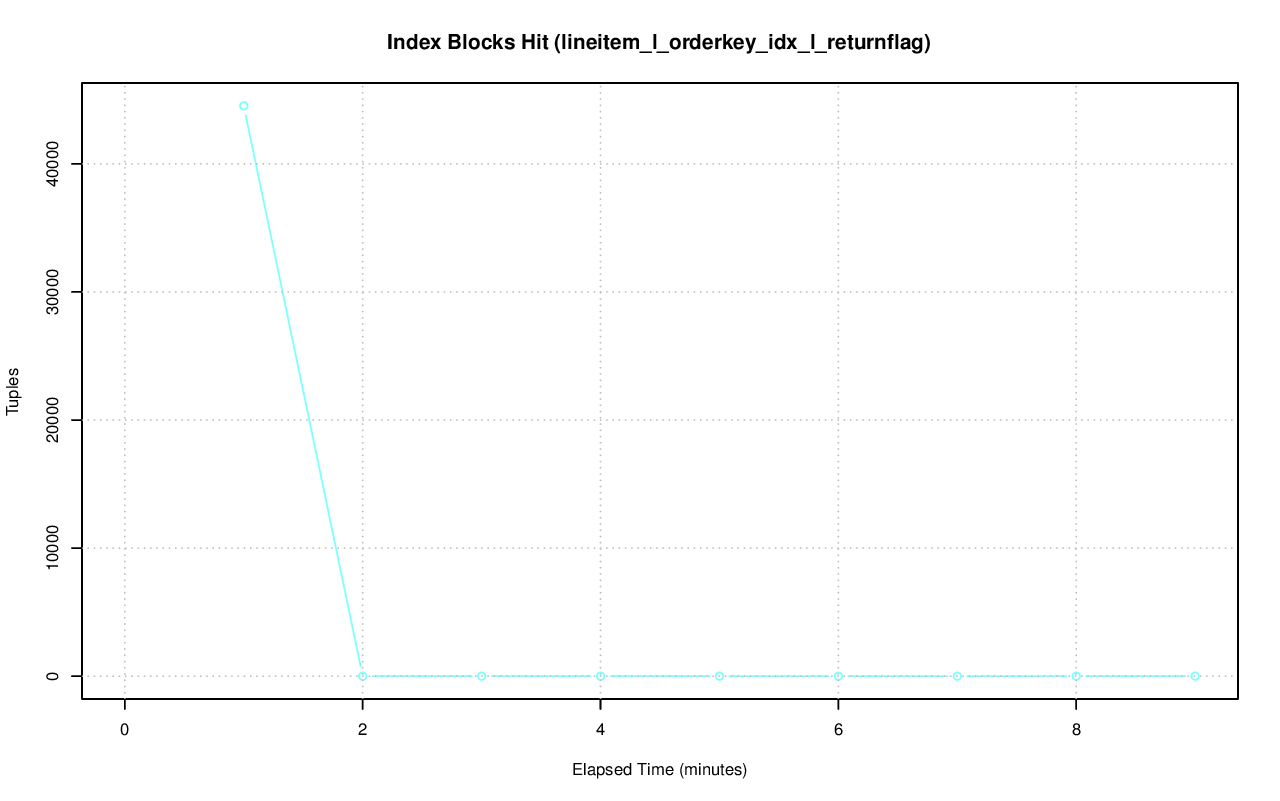 Index Blocks Hit (lineitem_l_orderkey_idx_l_returnflag)
Tuples
40000
30000
20000
10000
0
0 2 4 6 8
Elapsed Time (minutes)